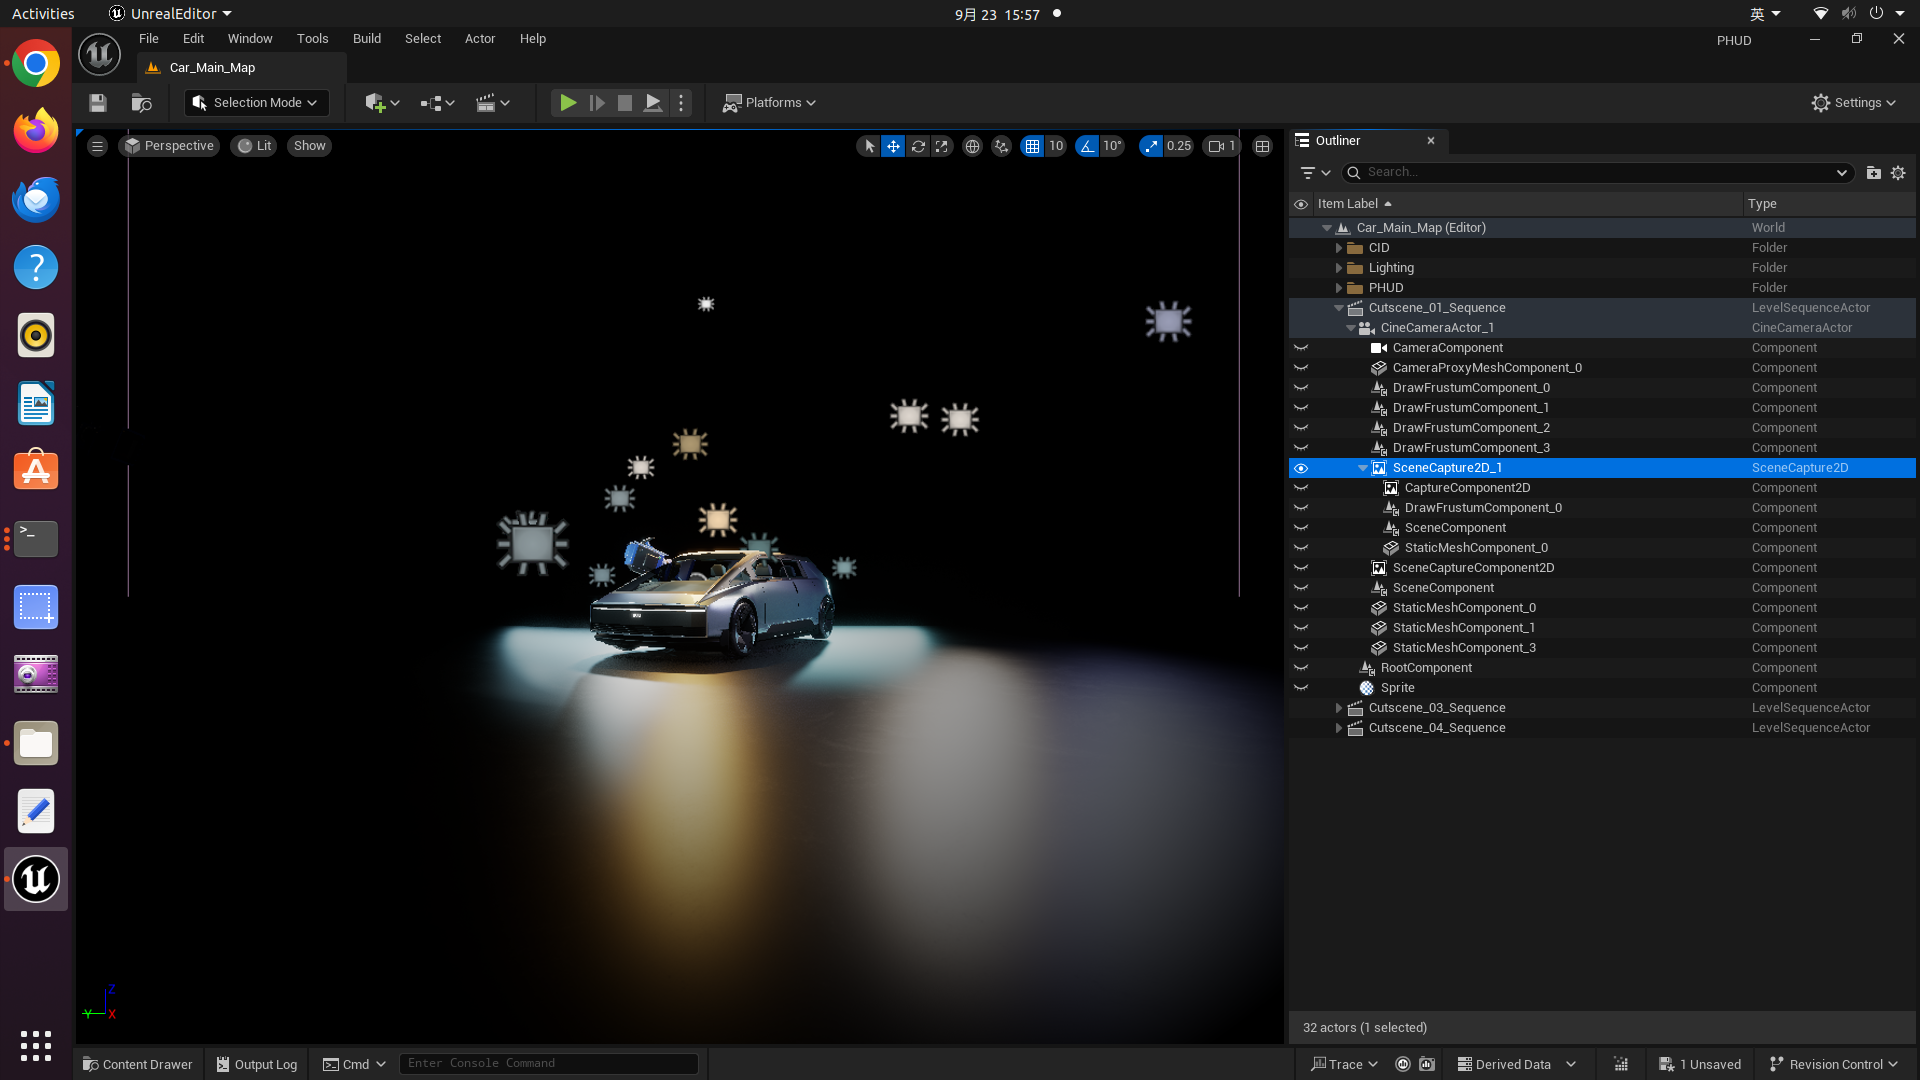 Activities
UnrealEditor
9月 23 15:57
英
File Edit Window Tools Build Select Actor Help
PHUD
Car_Main_Map
Selection Mode
Platforms
Settings
Perspective
Lit
Show
10
10°
0.25
1
Outliner
Search...
Item Label Type
Car_Main_Map (Editor) World
CID Folder
Lighting Folder
PHUD Folder
Cutscene_01_Sequence LevelSequenceActor
CineCameraActor_1 CineCameraActor
CameraComponent Component
CameraProxyMeshComponent_0 Component
DrawFrustumComponent_0 Component
DrawFrustumComponent_1 Component
DrawFrustumComponent_2 Component
DrawFrustumComponent_3 Component
SceneCapture2D_1 SceneCapture2D
CaptureComponent2D Component
DrawFrustumComponent_0 Component
SceneComponent Component
StaticMeshComponent_0 Component
SceneCaptureComponent2D Component
SceneComponent Component
StaticMeshComponent_0 Component
StaticMeshComponent_1 Component
StaticMeshComponent_3 Component
RootComponent Component
Sprite Component
Cutscene_03_Sequence LevelSequenceActor
Cutscene_04_Sequence LevelSequenceActor
Z
Y X
32 actors (1 selected)
Content Drawer
Output Log
Cmd
Enter Console Command
Trace
Derived Data
1 Unsaved
Revision Control